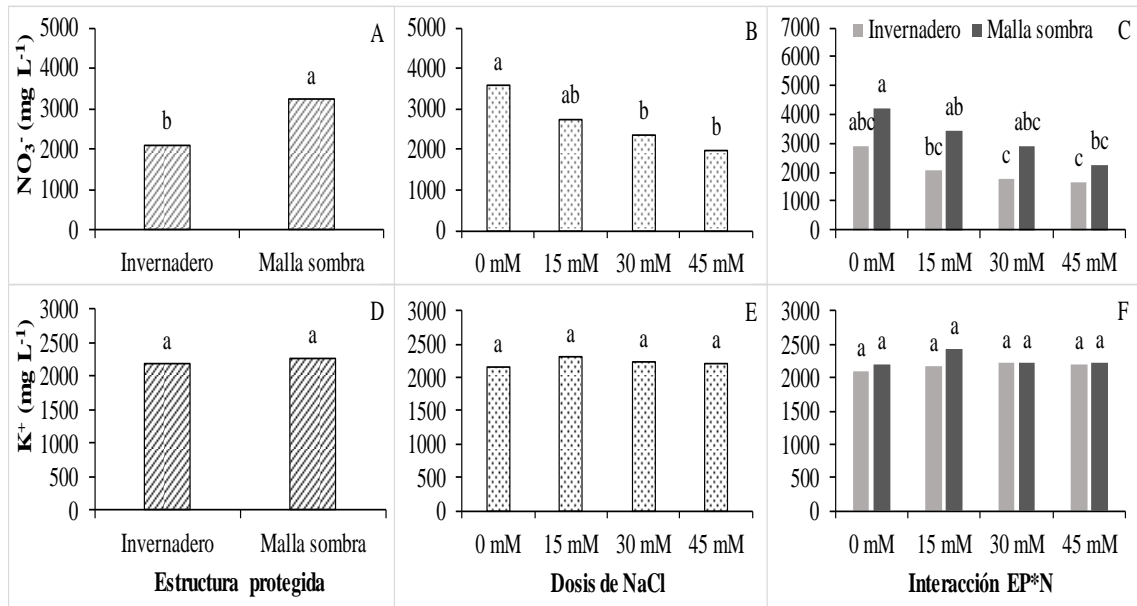 A
NO₃⁻ (mg L⁻¹)
5000
4000
3000
2000
1000
0
b
a
Invernadero Malla sombra
B
5000
4000
3000
2000
1000
0
a
ab
b
b
0 mM 15 mM 30 mM 45 mM
C
Invernadero Malla sombra
7000
6000
5000
4000
3000
2000
1000
0
abc a
bc ab
c abc
c bc
0 mM 15 mM 30 mM 45 mM
D
K⁺ (mg L⁻¹)
3000
2500
2000
1500
1000
500
0
a a
Invernadero Malla sombra
Estructura protegida
E
3000
2500
2000
1500
1000
500
0
a a a a
0 mM 15 mM 30 mM 45 mM
Dosis de NaCl
F
3000
2500
2000
1500
1000
500
0
a a a a a a a a
0 mM 15 mM 30 mM 45 mM
Interacción EP*N